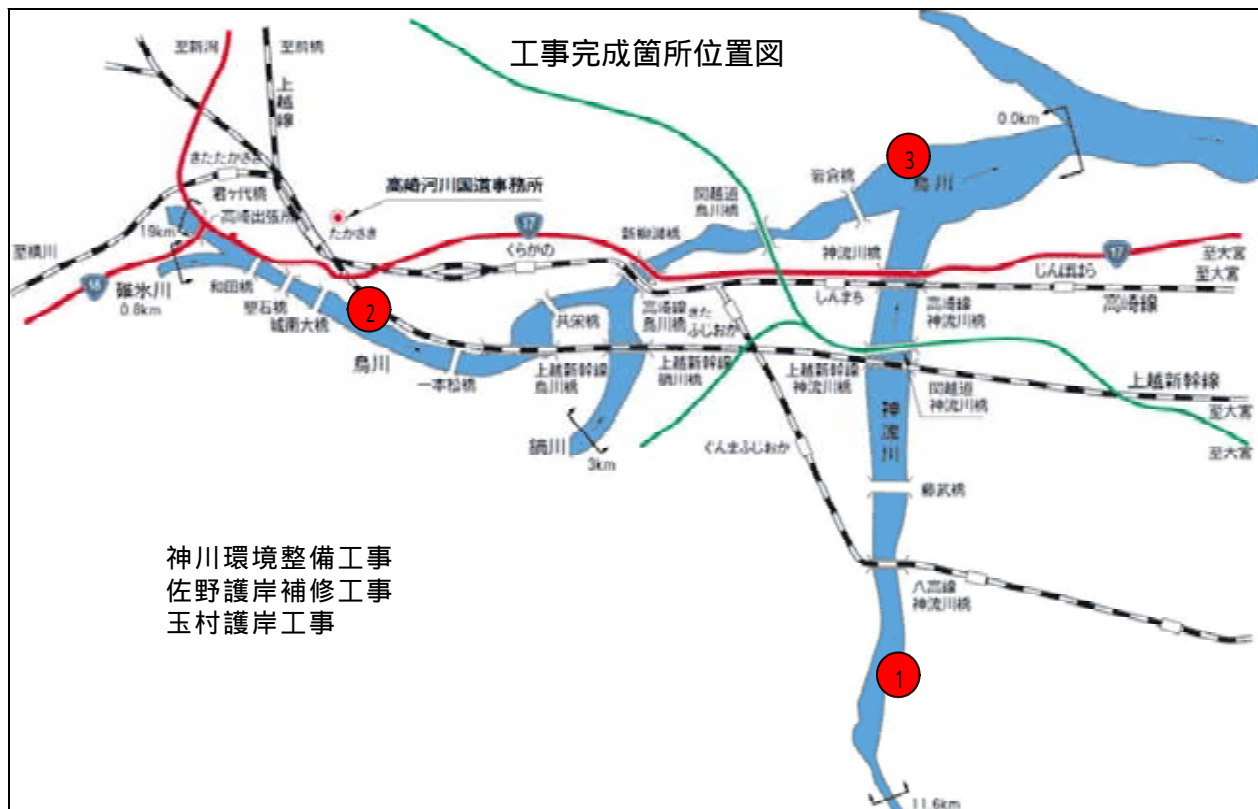 工事完成箇所位置図
至新潟
至前橋
上越線
0.0km
きたたかさき
君ヶ代橋
高崎出張所
高崎河川国道事務所
たかさき
関越道
烏川橋
岩倉橋
3
烏川
19km
至横川
17
くらがの
新柳瀬橋
神流川橋
じんぼはら
17
至大宮
至大宮
18
碓氷川
0.8km
和田橋
聖石橋
城南大橋
2
共栄橋
高崎線
烏川橋
きた
ふじおか
しんまち
高崎線
神流川橋
高崎線
烏川
一本松橋
上越新幹線
烏川橋
上越新幹線
鏑川橋
上越新幹線
神流川橋
関越道
神流川橋
上越新幹線
至大宮
至大宮
鏑川
3km
ぐんまふじおか
神流川
藤武橋
神川環境整備工事
佐野護岸補修工事
玉村護岸工事
八高線
神流川橋
1
11.6km